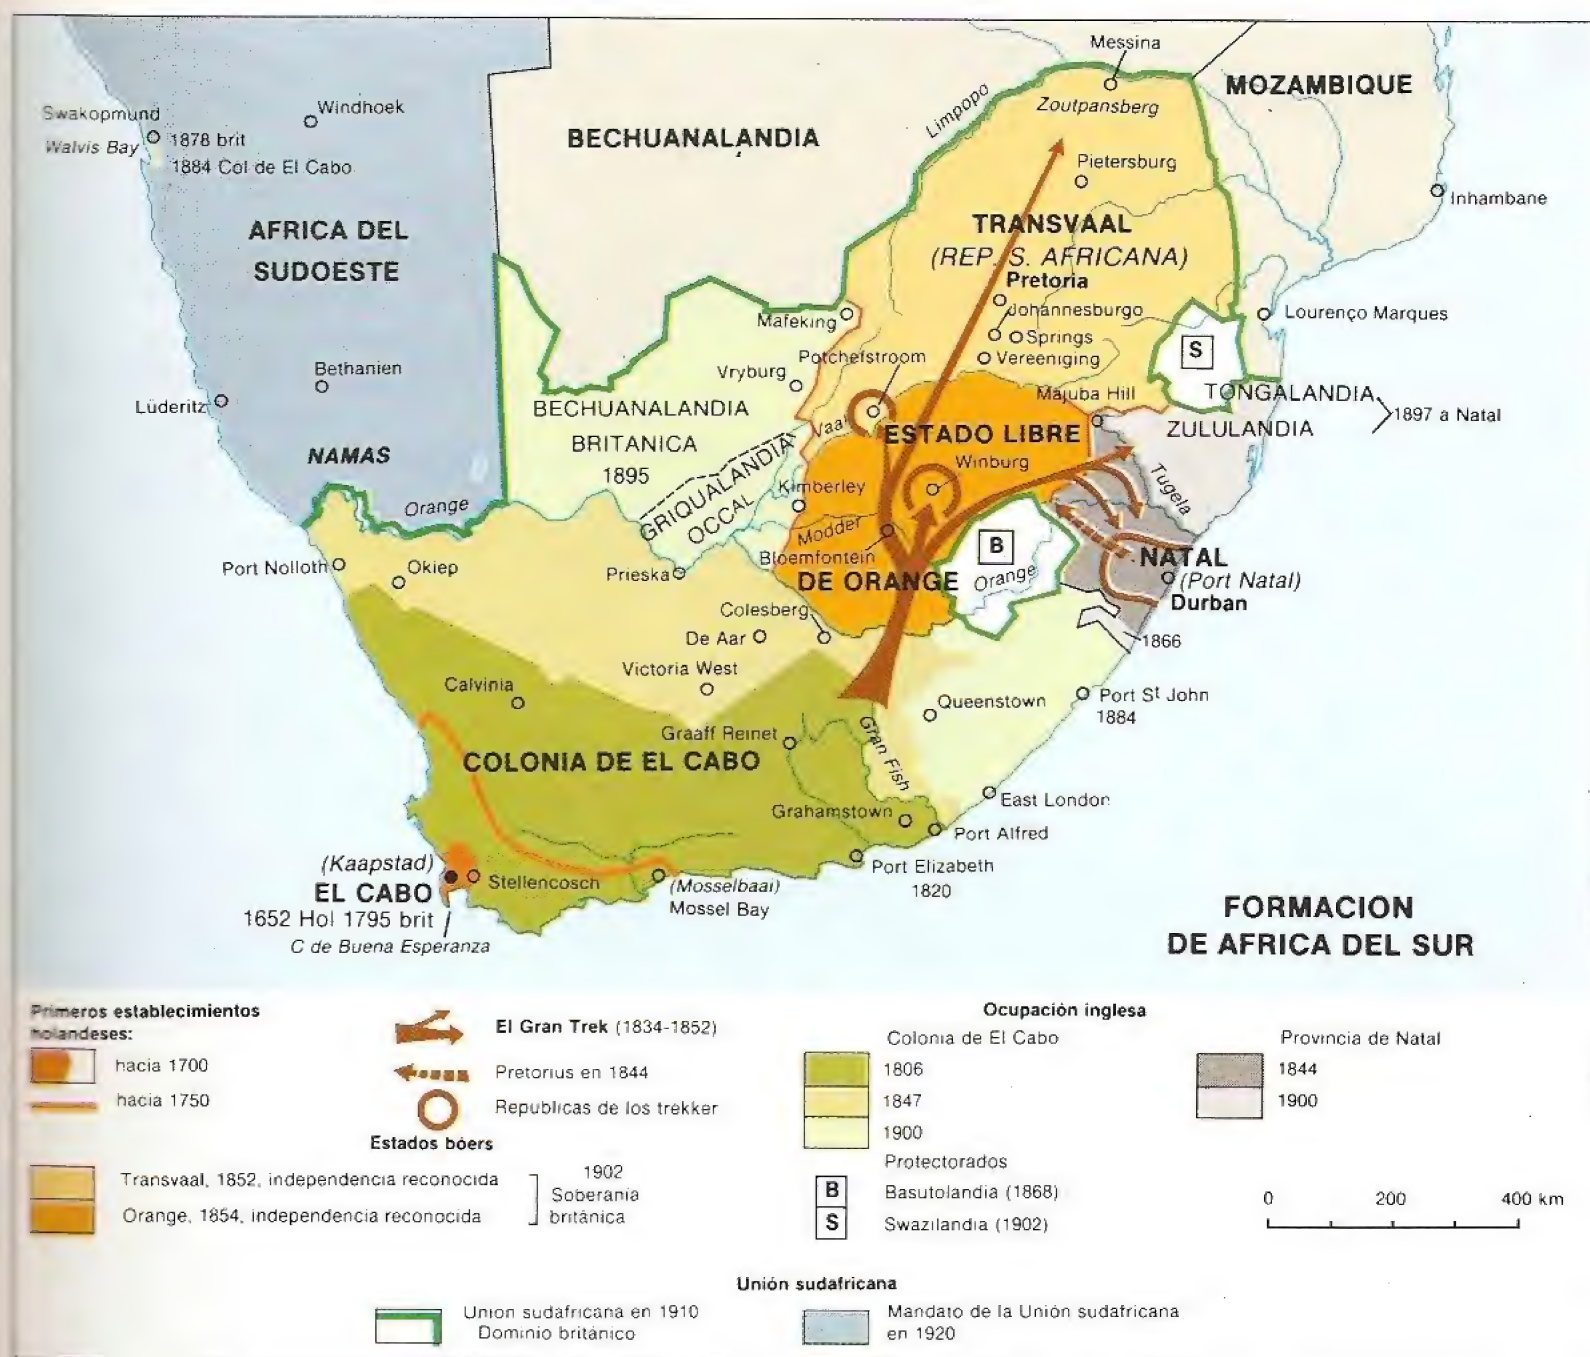 Messina
MOZAMBIQUE
Zoutpansberg
Limpopo
Swakopmund
Windhoek
Walvis Bay
1878 brit
1884 Col de El Cabo
BECHUANALANDIA
Pietersburg
Inhambane
AFRICA DEL
SUDOESTE
TRANSVAAL
(REP. S. AFRICANA)
Pretoria
Johannesburgo
Lourenço Marques
Mafeking
Springs
Vereeniging
S
Potchefstroom
Vryburg
Bethanien
Lüderitz
Majuba Hill
TONGALANDIA
ZULULANDIA
1897 a Natal
BECHUANALANDIA
BRITANICA
1895
Vaal
ESTADO LIBRE
Winburg
NAMAS
Orange
GRIQUALANDIA
OCCAL
Kimberley
Tugela
Modder
Bloemfontein
DE ORANGE
B
Orange
NATAL
(Port Natal)
Durban
Port Nolloth
Okiep
Prieska
Colesberg
De Aar
1866
Victoria West
Calvinia
Queenstown
Port St John
1884
Graaff Reinet
Gran Fish
COLONIA DE EL CABO
East London
Grahamstown
Port Alfred
Port Elizabeth
1820
(Kaapstad)
EL CABO
Stellencosch
(Mosselbaai)
Mossel Bay
1652 Hol 1795 brit
C de Buena Esperanza
FORMACION
DE AFRICA DEL SUR
Primeros establecimientos
holandeses:
hacia 1700
hacia 1750
El Gran Trek (1834-1852)
Pretorius en 1844
Republicas de los trekker
Estados bóers
Transvaal, 1852, independencia reconocida
Orange, 1854, independencia reconocida
1902
Soberania
británica
Ocupación inglesa
Colonia de El Cabo
1806
1847
1900
Provincia de Natal
1844
1900
Protectorados
B
Basutolandia (1868)
S
Swazilandia (1902)
0 200 400 km
Unión sudafricana
Union sudafricana en 1910
Dominio británico
Mandato de la Unión sudafricana
en 1920